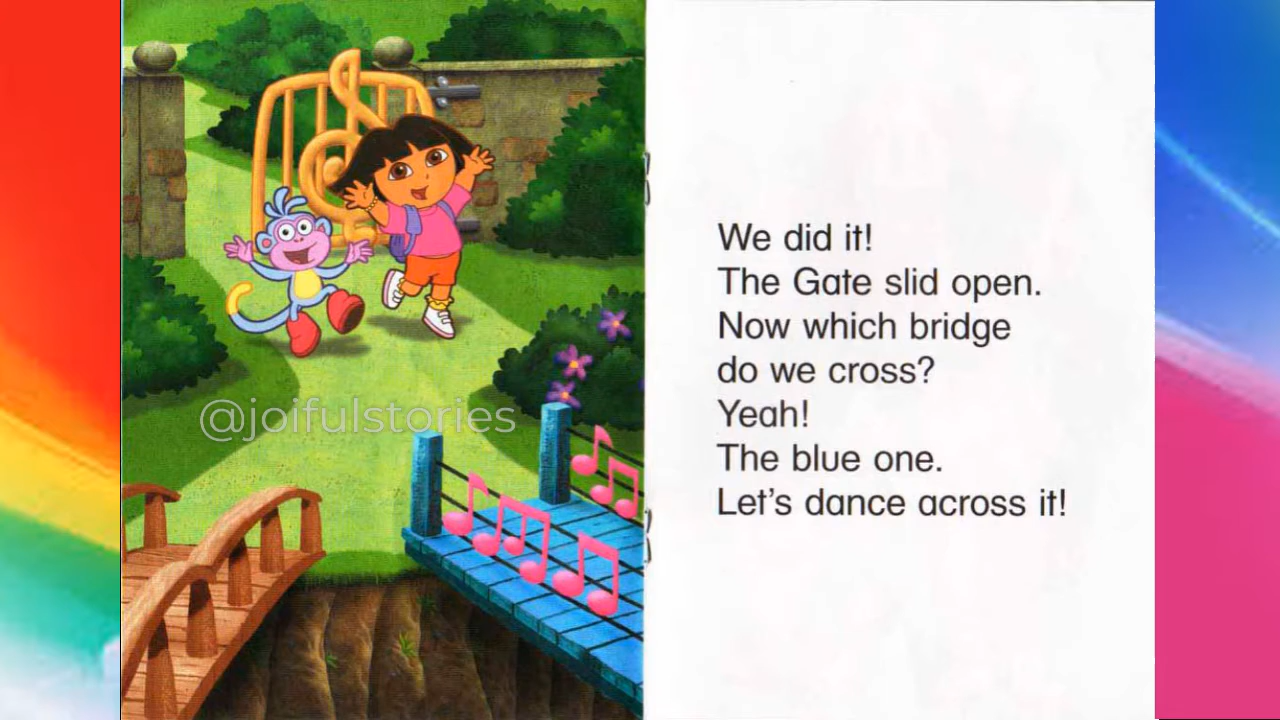 @joifulstories
We did it!
The Gate slid open.
Now which bridge
do we cross?
Yeah!
The blue one.
Let's dance across it!